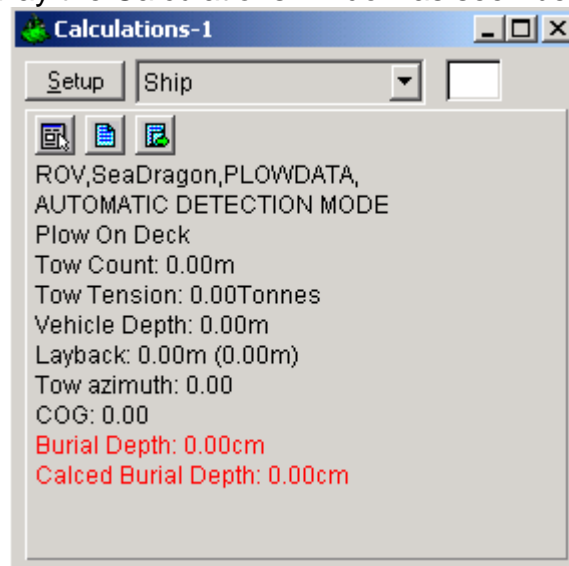 Calculations-1
Setup Ship
ROV,SeaDragon,PLOWDATA,
AUTOMATIC DETECTION MODE
Plow On Deck
Tow Count: 0.00m
Tow Tension: 0.00Tonnes
Vehicle Depth: 0.00m
Layback: 0.00m (0.00m)
Tow azimuth: 0.00
COG: 0.00
Burial Depth: 0.00cm
Calced Burial Depth: 0.00cm